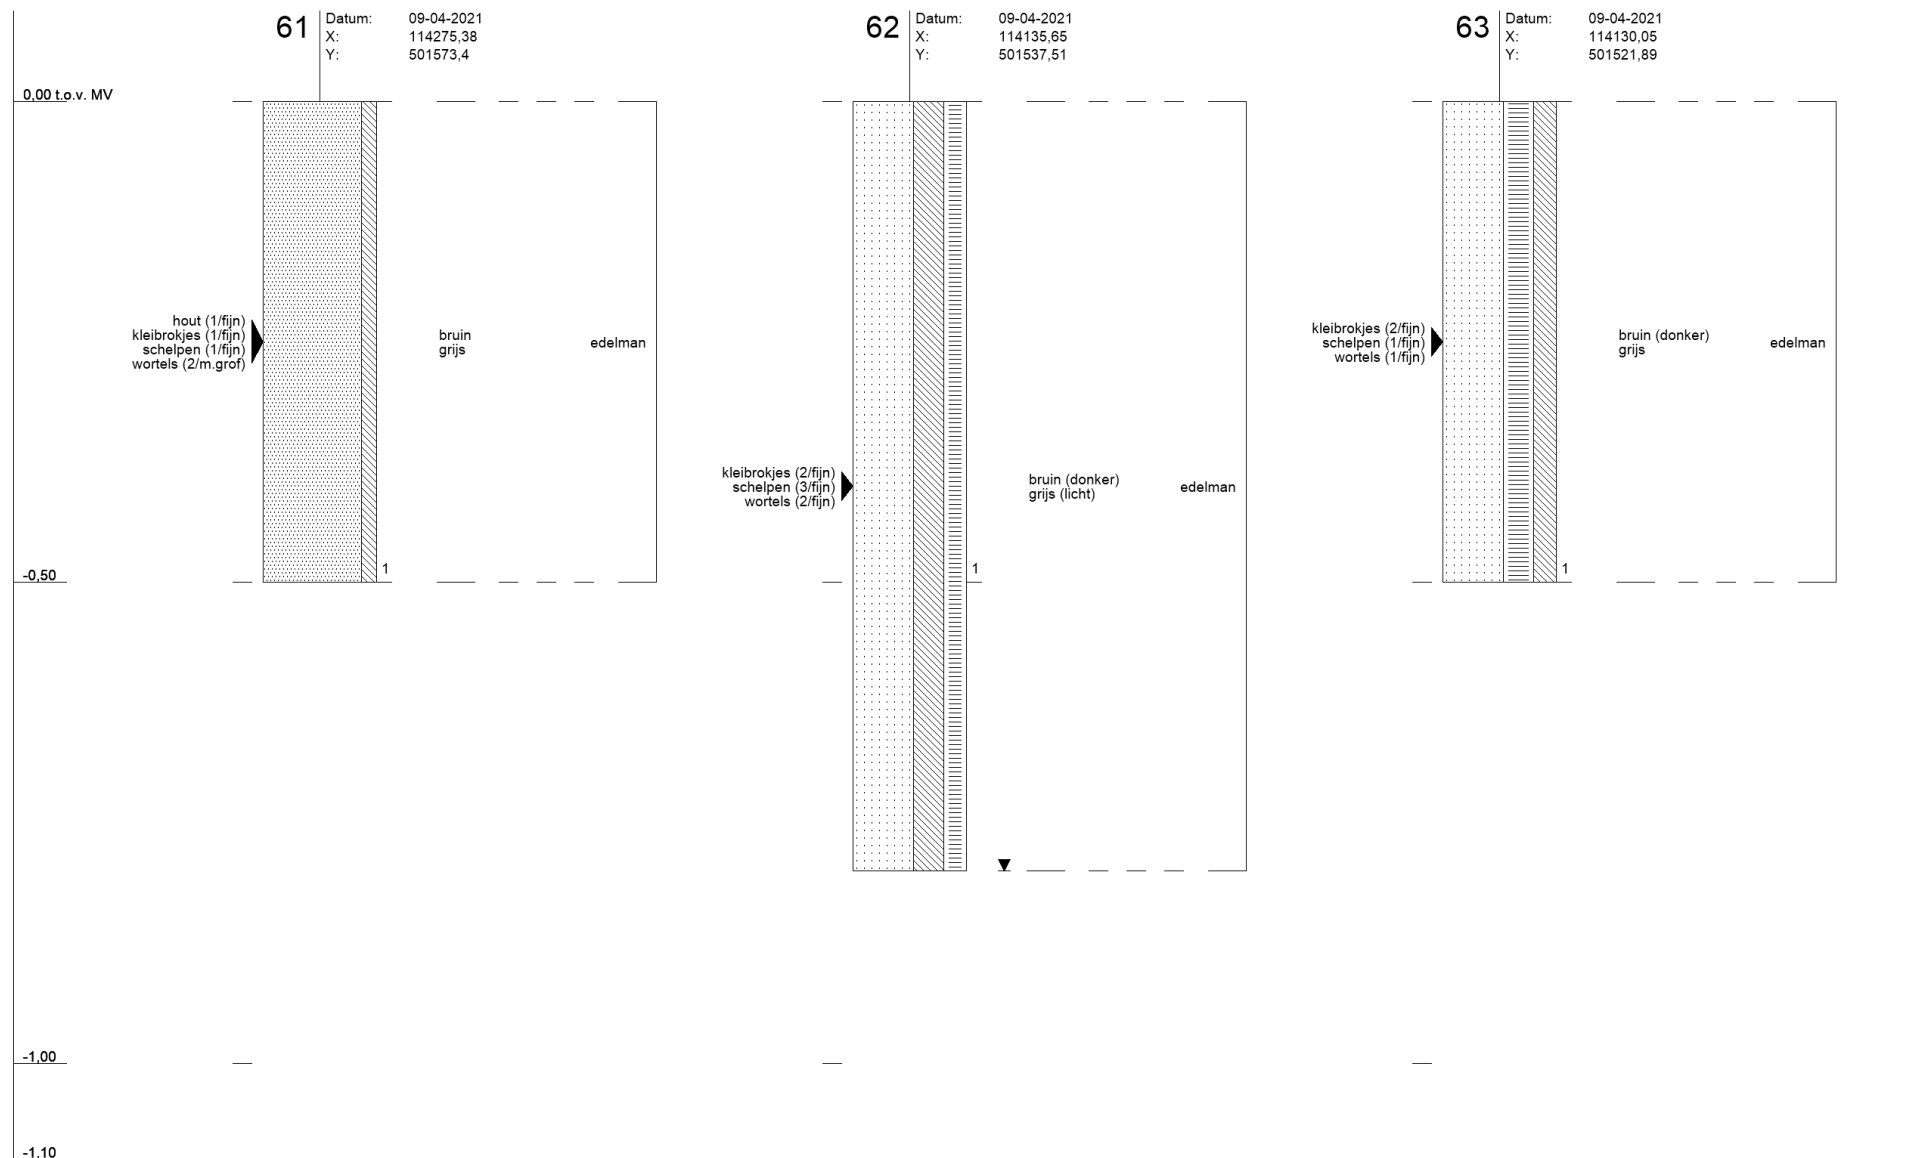 61
Datum: 09-04-2021
X: 114275,38
Y: 501573,4
62
Datum: 09-04-2021
X: 114135,65
Y: 501537,51
63
Datum: 09-04-2021
X: 114130,05
Y: 501521,89
0,00 t.o.v. MV
hout (1/fijn)
kleibrokjes (1/fijn)
schelpen (1/fijn)
wortels (2/m.grof)
bruin
grijs
edelman
1
kleibrokjes (2/fijn)
schelpen (3/fijn)
wortels (2/fijn)
bruin (donker)
grijs (licht)
edelman
1
kleibrokjes (2/fijn)
schelpen (1/fijn)
wortels (1/fijn)
bruin (donker)
grijs
edelman
1
-0,50
-1,00
-1,10